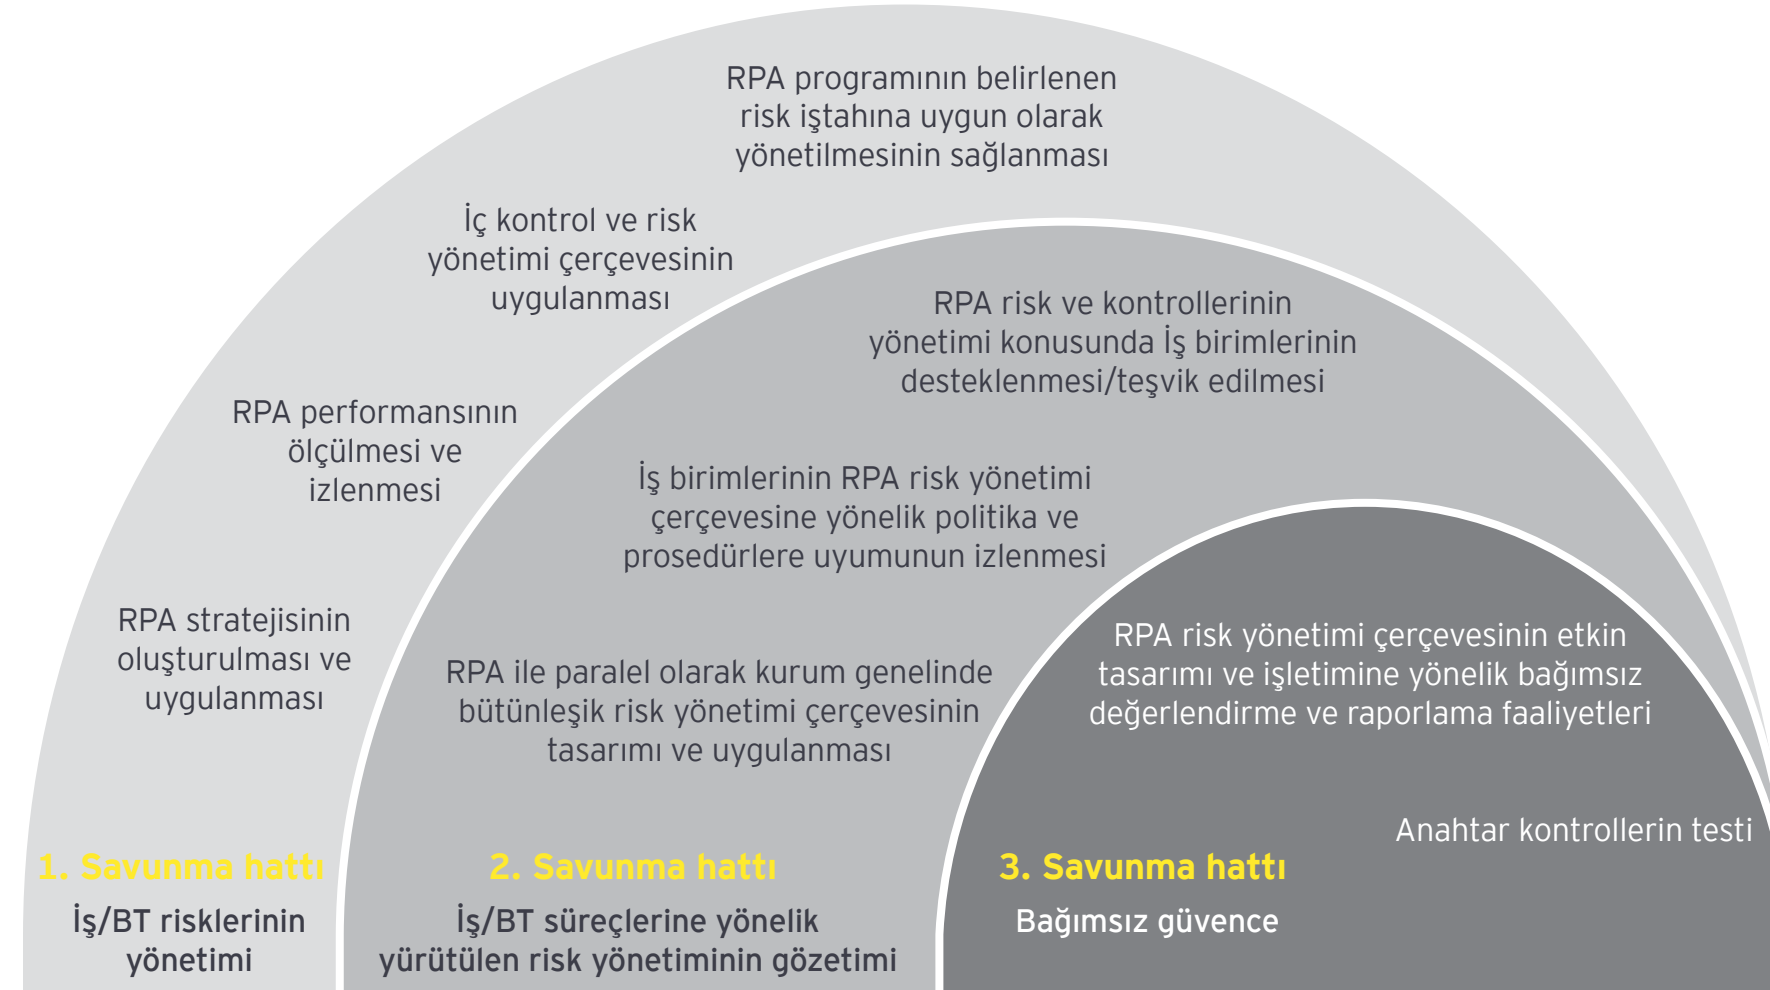 RPA programının belirlenen
risk iştahına uygun olarak
yönetilmesinin sağlanması
İç kontrol ve risk
yönetimi çerçevesinin
uygulanması
RPA performansının
ölçülmesi ve
izlenmesi
RPA stratejisinin
oluşturulması ve
uygulanması
1. Savunma hattı
İş/BT risklerinin
yönetimi
RPA risk ve kontrollerinin
yönetimi konusunda İş birimlerinin
desteklenmesi/teşvik edilmesi
İş birimlerinin RPA risk yönetimi
çerçevesine yönelik politika ve
prosedürlere uyumunun izlenmesi
RPA ile paralel olarak kurum genelinde
bütünleşik risk yönetimi çerçevesinin
tasarımı ve uygulanması
2. Savunma hattı
İş/BT süreçlerine yönelik
yürütülen risk yönetiminin gözetimi
RPA risk yönetimi çerçevesinin etkin
tasarımı ve işletimine yönelik bağımsız
değerlendirme ve raporlama faaliyetleri
Anahtar kontrollerin testi
3. Savunma hattı
Bağımsız güvence